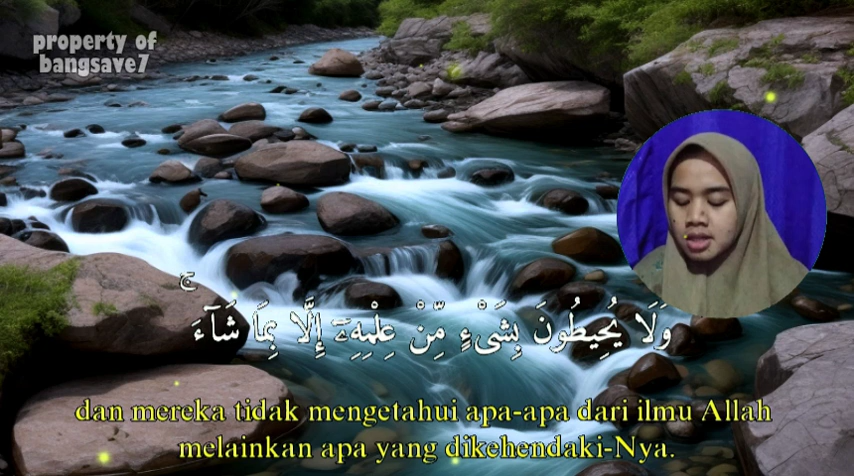 property of
bangsave7
وَلَا يُحِيطُونَ بِشَيْءٍ مِّنْ عِلْمِهِۦٓ إِلَّا بِمَا شَآءَ ۚ
dan mereka tidak mengetahui apa-apa dari ilmu Allah
melainkan apa yang dikehendaki-Nya.